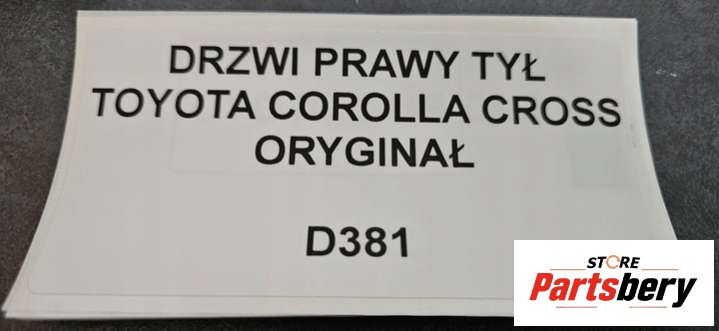 DRZWI PRAWY TYŁ
TOYOTA COROLLA CROSS
ORYGINAŁ
D381
STORE
Partsbery